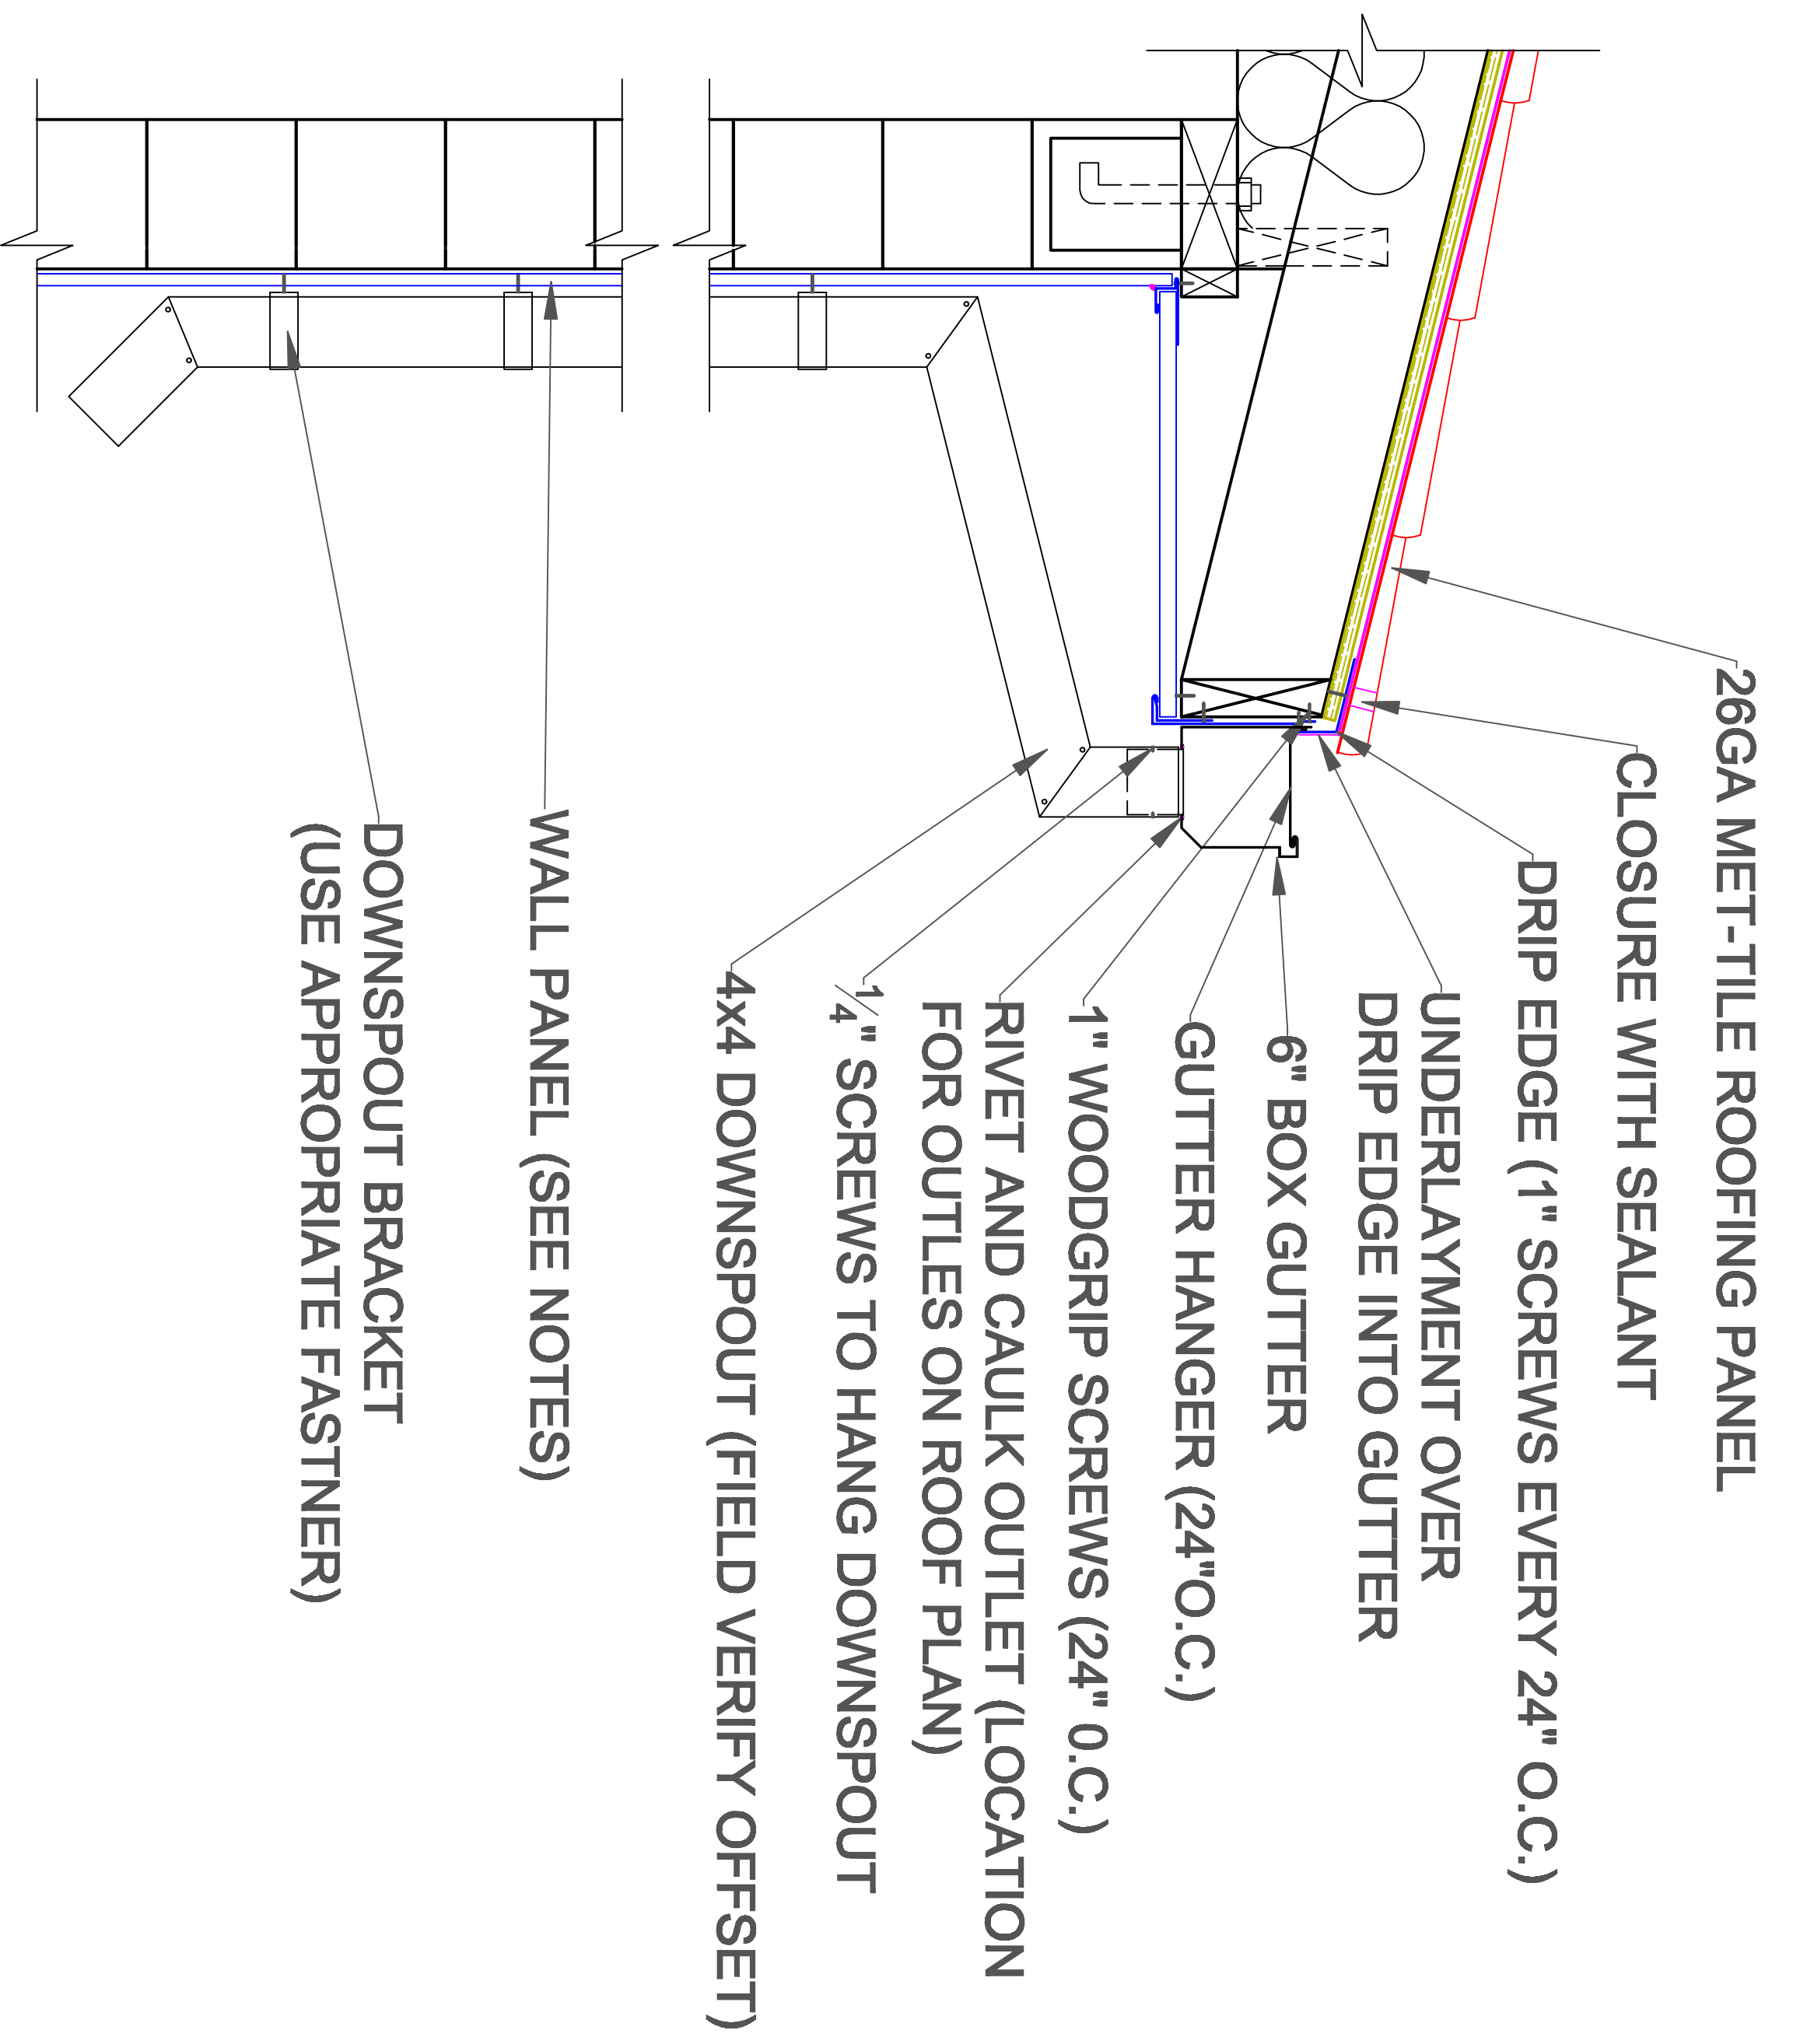 26GA MET-TILE ROOFING PANEL
CLOSURE WITH SEALANT
DRIP EDGE (1" SCREWS EVERY 24" O.C.)
UNDERLAYMENT OVER
DRIP EDGE INTO GUTTER
6" BOX GUTTER
GUTTER HANGER (24"O.C.)
1" WOODGRIP SCREWS (24" 0.C.)
RIVET AND CAULK OUTLET (LOCATION
FOR OUTLES ON ROOF PLAN)
1/4" SCREWS TO HANG DOWNSPOUT
4x4 DOWNSPOUT (FIELD VERIFY OFFSET)
WALL PANEL (SEE NOTES)
DOWNSPOUT BRACKET
(USE APPROPRIATE FASTNER)